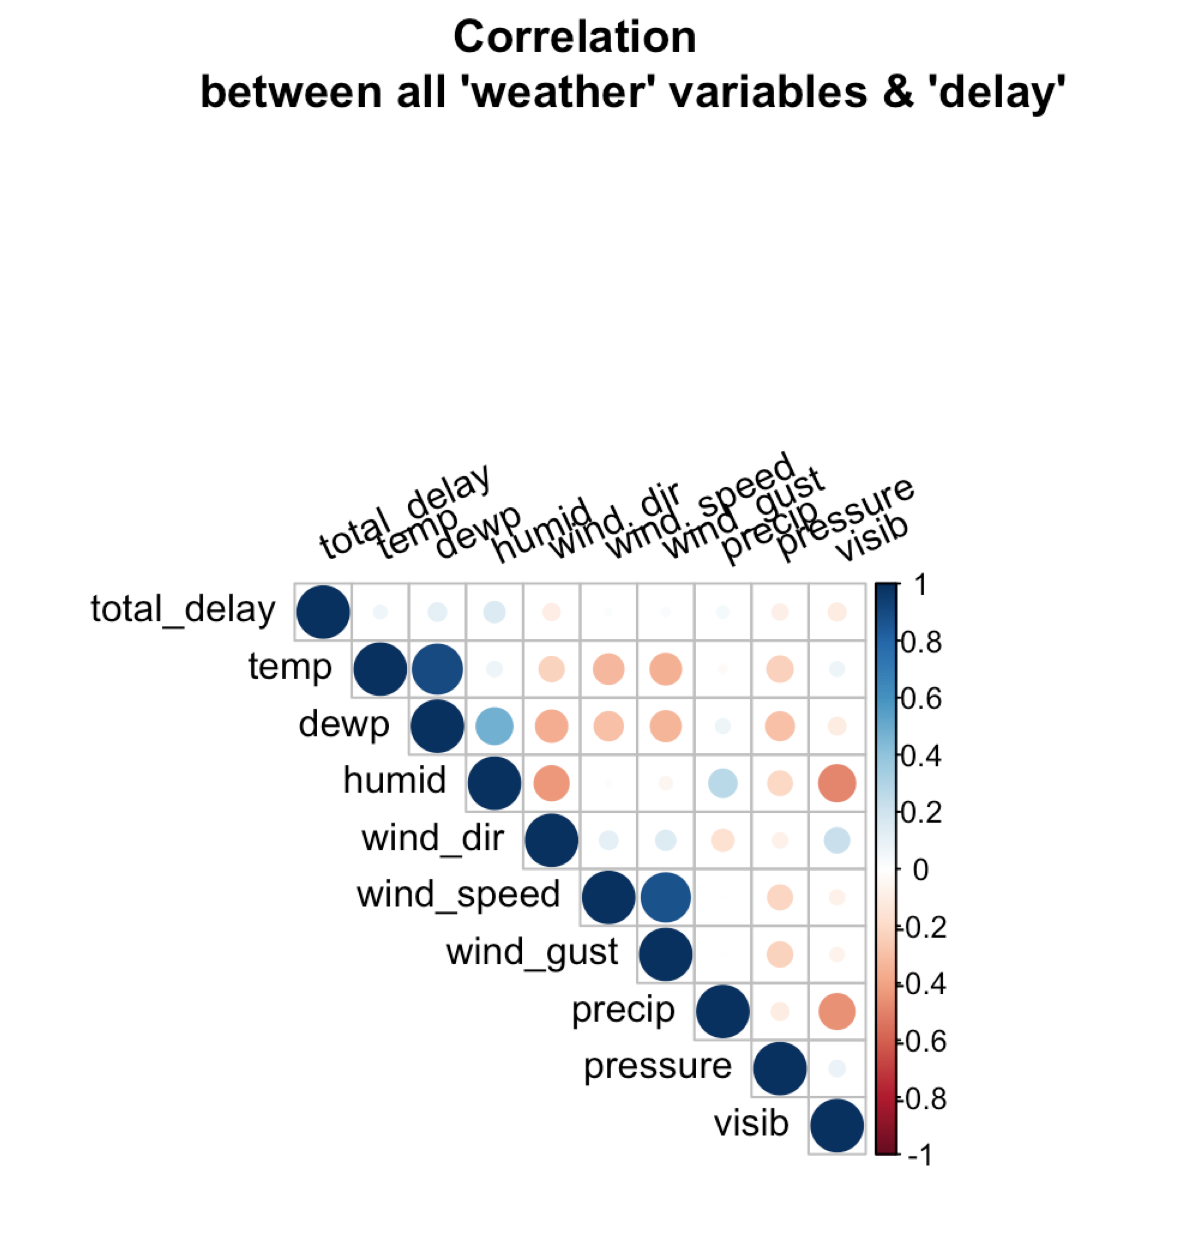 Correlation
between all 'weather' variables & 'delay'
total_delay
temp
dewp
humid
wind_dir
wind_speed
wind_gust
precip
pressure
visib
total_delay
temp
dewp
humid
wind_dir
wind_speed
wind_gust
precip
pressure
visib
1
0.8
0.6
0.4
0.2
0
-0.2
-0.4
-0.6
-0.8
-1